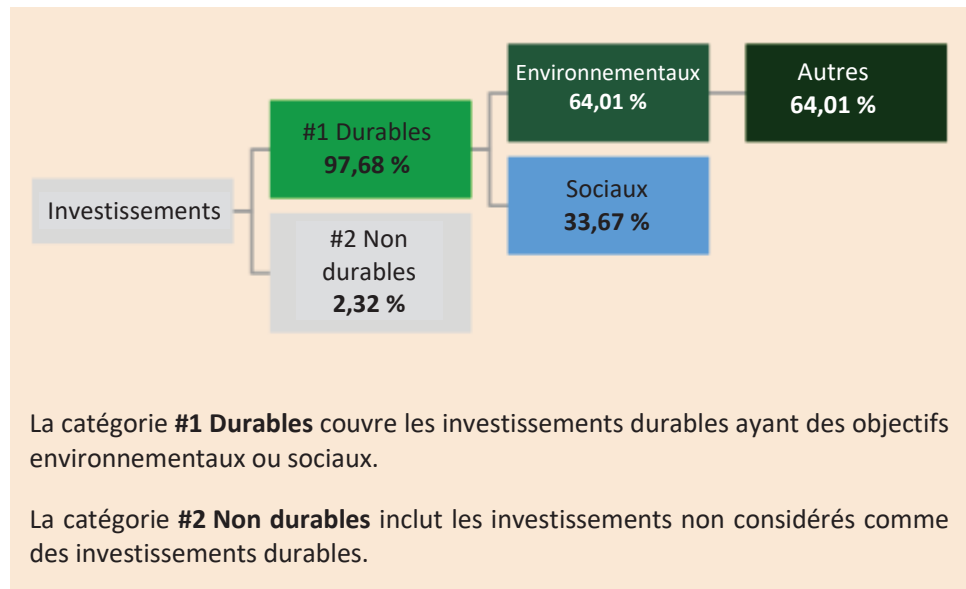 Investissements
#1 Durables
97,68 %
#2 Non
durables
2,32 %
Environnementaux
64,01 %
Sociaux
33,67 %
Autres
64,01 %
La catégorie #1 Durables couvre les investissements durables ayant des objectifs
environnementaux ou sociaux.
La catégorie #2 Non durables inclut les investissements non considérés comme
des investissements durables.